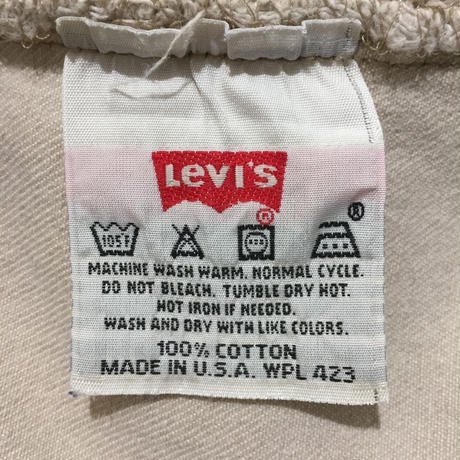 Levi's
®
®
105F
MACHINE WASH WARM. NORMAL CYCLE.
DO NOT BLEACH. TUMBLE DRY HOT.
HOT IRON IF NEEDED.
WASH AND DRY WITH LIKE COLORS.
100% COTTON
MADE IN U.S.A. WPL 423